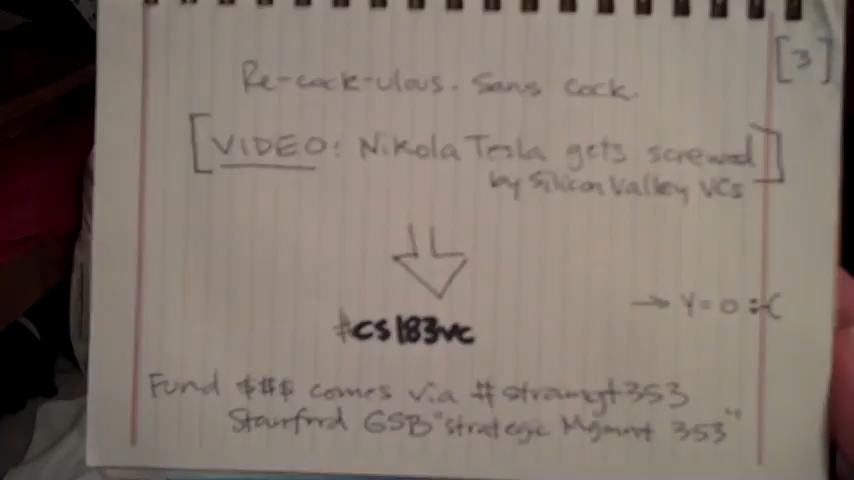 [3]
Re-cock-ulous. Sans cock.
[VIDEO: Nikola Tesla gets screwed]
by Silicon Valley VCs
#cs183vc
→ Y=0 :-(
Fund $$$ comes via #stramgt353
Stanford GSB "strategic Mgmnt 353"